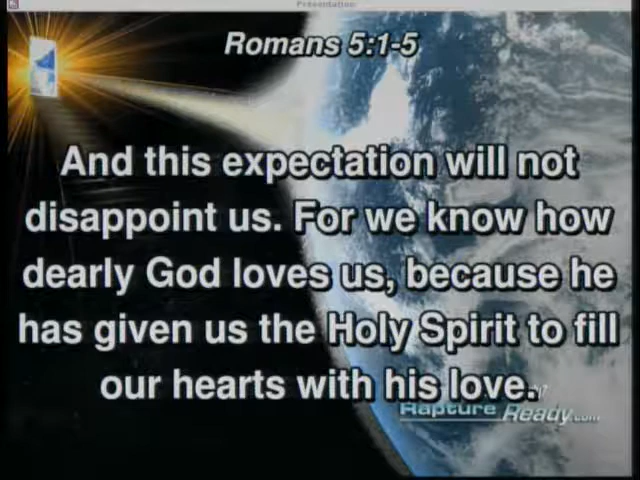 Presentation
Romans 5:1-5
And this expectation will not
disappoint us. For we know how
dearly God loves us, because he
has given us the Holy Spirit to fill
our hearts with his love.
Rapture Ready.com